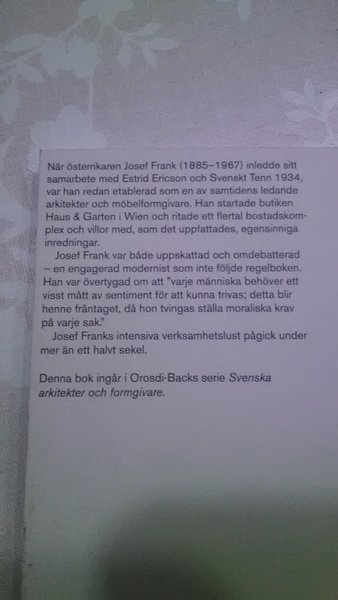 När österrikaren Josef Frank (1885–1967) inledde sitt
samarbete med Estrid Ericson och Svenskt Tenn 1934,
var han redan etablerad som en av samtidens ledande
arkitekter och möbelformgivare. Han startade butiken
Haus & Garten i Wien och ritade ett flertal bostadskom-
plex och villor med, som det uppfattades, egensinniga
inredningar.
Josef Frank var både uppskattad och omdebatterad
– en engagerad modernist som inte följde regelboken.
Han var övertygad om att "varje människa behöver ett
visst mått av sentiment för att kunna trivas; detta blir
henne fråntaget, då hon tvingas ställa moraliska krav
på varje sak."
Josef Franks intensiva verksamhetslust pågick under
mer än ett halvt sekel.
Denna bok ingår i Orosdi-Backs serie Svenska
arkitekter och formgivare.